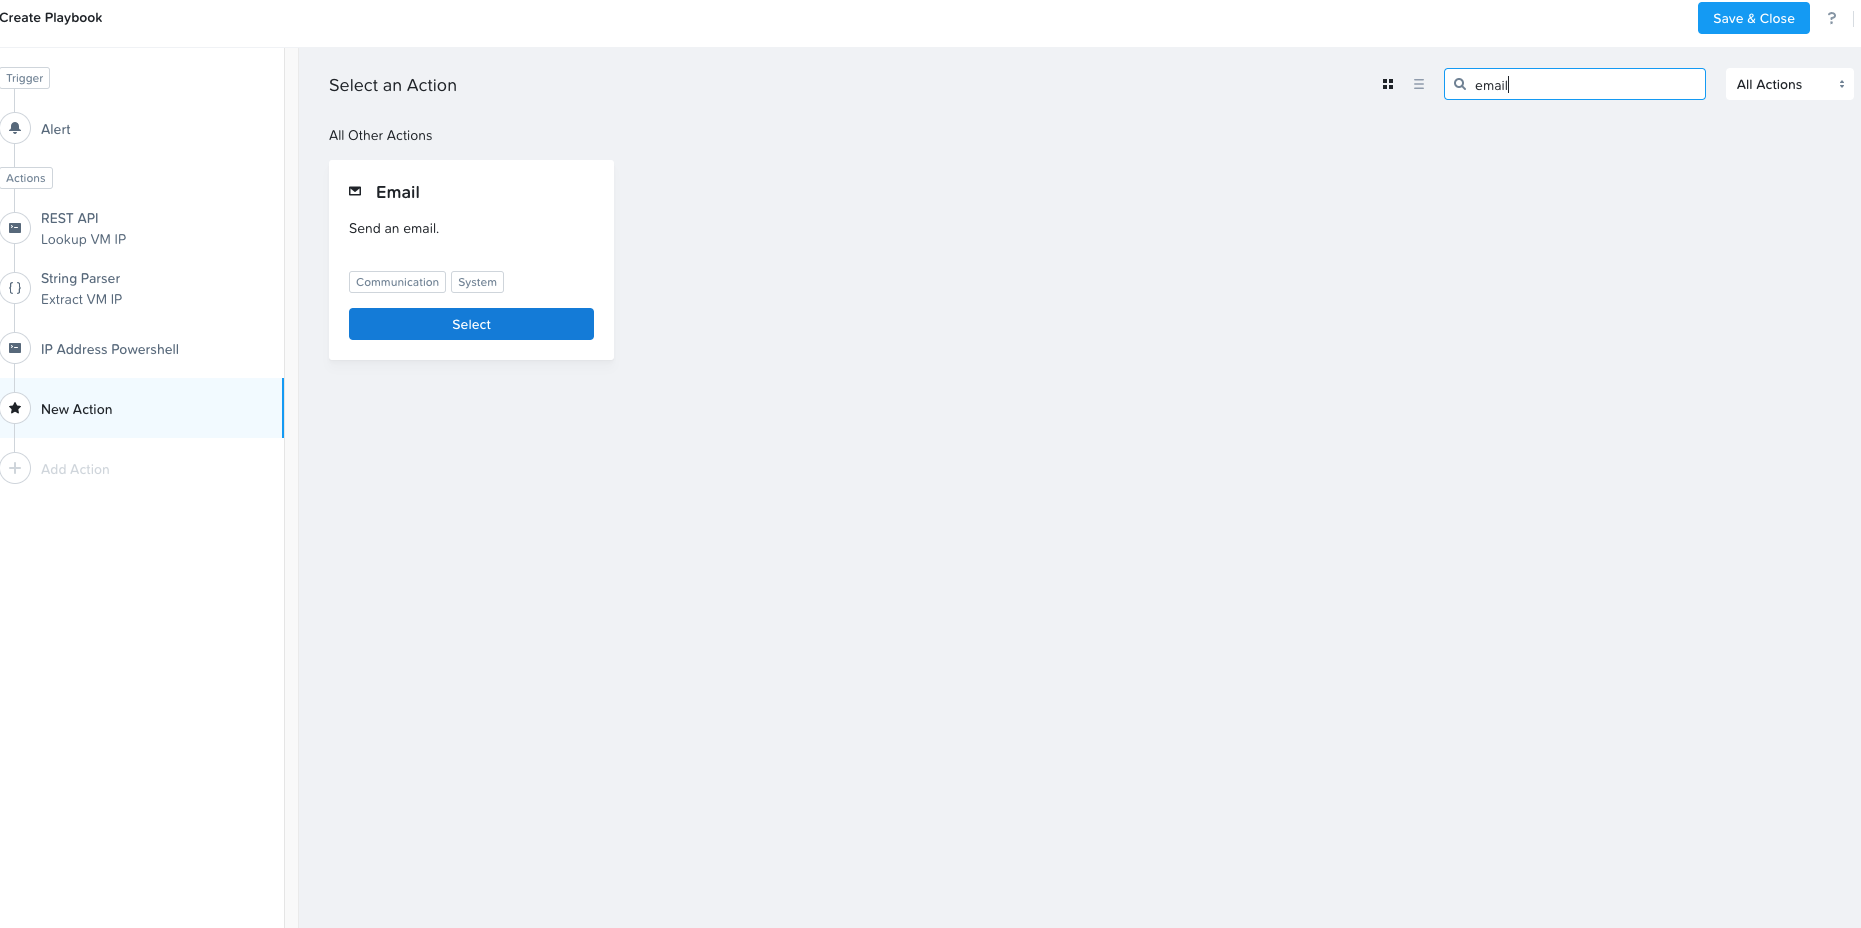 Create Playbook
Save & Close
?
Trigger
Alert
Actions
REST API
Lookup VM IP
{ }
String Parser
Extract VM IP
IP Address Powershell
New Action
Add Action
Select an Action
email
All Actions
All Other Actions
Email
Send an email.
Communication System
Select